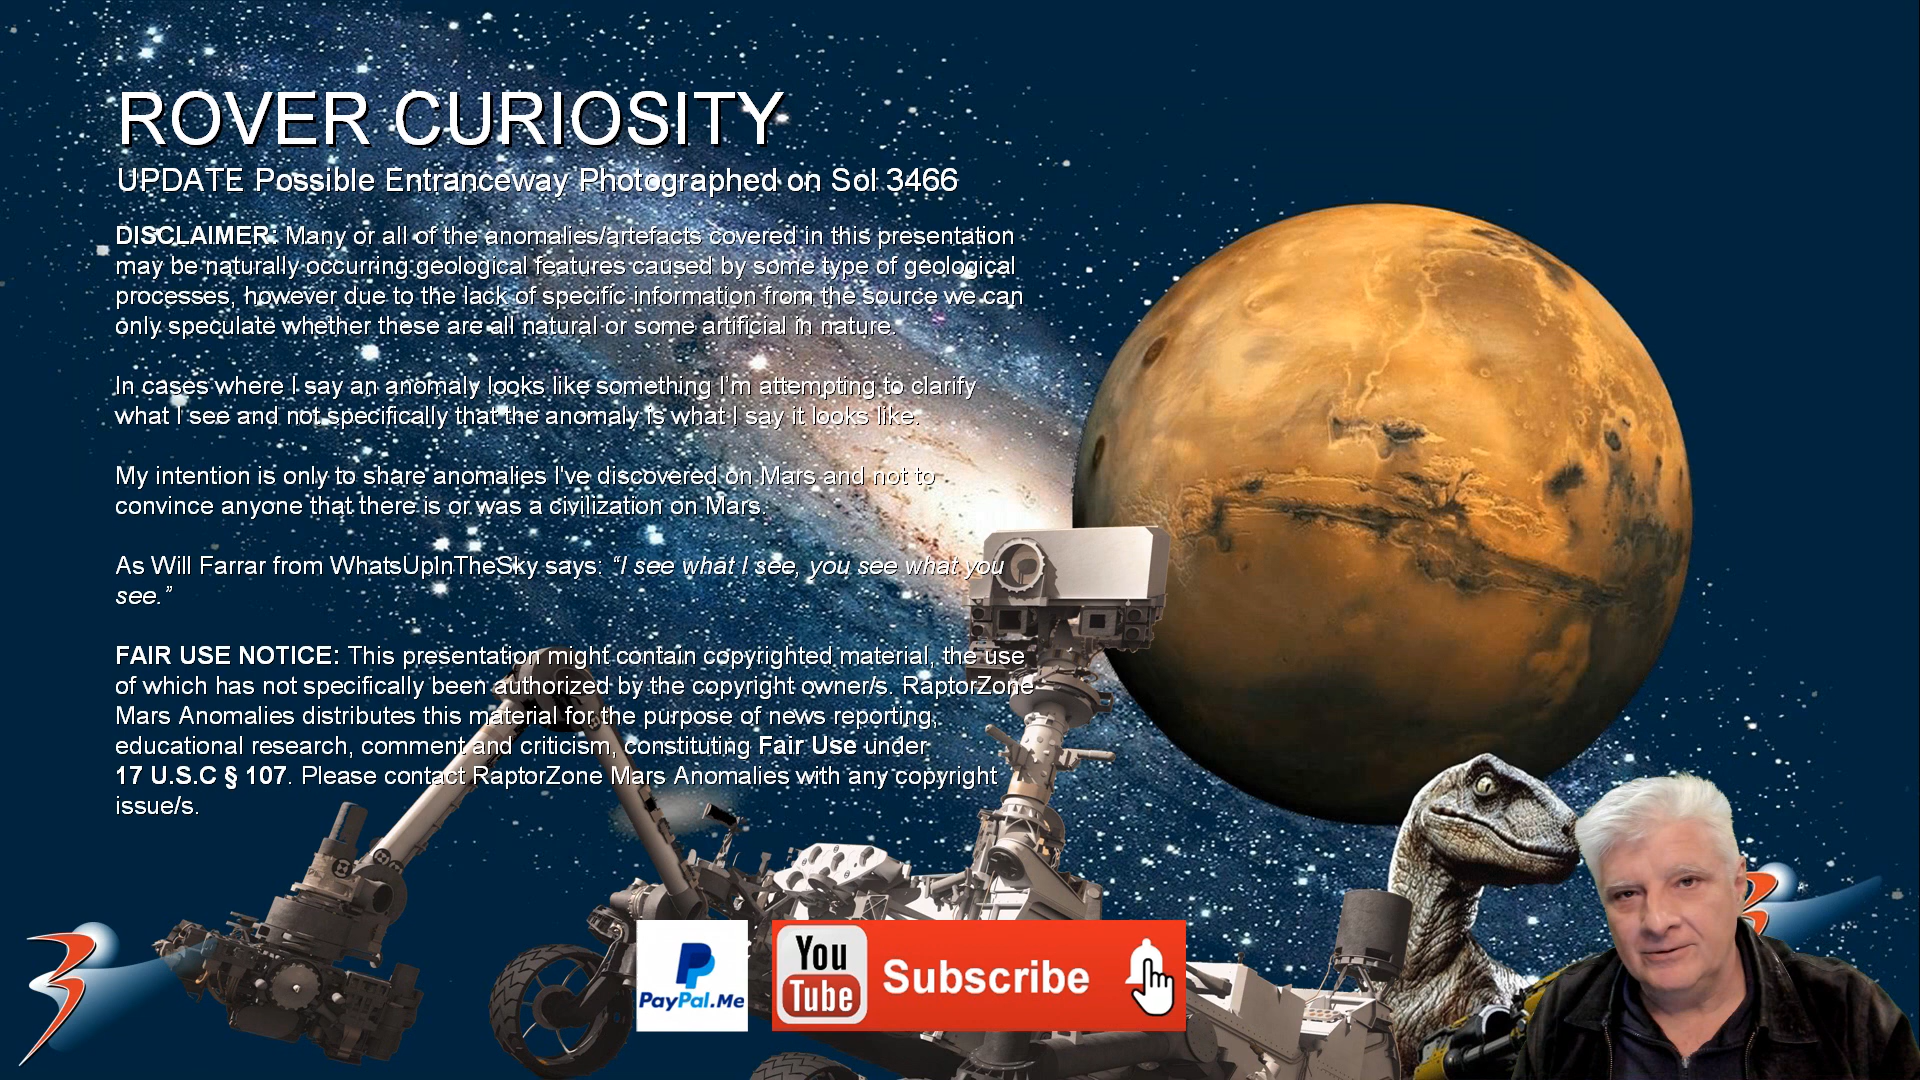 ROVER CURIOSITY
UPDATE Possible Entranceway Photographed on Sol 3466
DISCLAIMER: Many or all of the anomalies/artefacts covered in this presentation
may be naturally occurring geological features caused by some type of geological
processes, however due to the lack of specific information from the source we can
only speculate whether these are all natural or some artificial in nature.
In cases where I say an anomaly looks like something I'm attempting to clarify
what I see and not specifically that the anomaly is what I say it looks like.
My intention is only to share anomalies I've discovered on Mars and not to
convince anyone that there is or was a civilization on Mars.
As Will Farrar from WhatsUpInTheSky says: “I see what I see, you see what you
see.”
FAIR USE NOTICE: This presentation might contain copyrighted material, the use
of which has not specifically been authorized by the copyright owner/s. RaptorZone
Mars Anomalies distributes this material for the purpose of news reporting,
educational research, comment and criticism, constituting Fair Use under
17 U.S.C § 107. Please contact RaptorZone Mars Anomalies with any copyright
issue/s.
PayPal.Me
You
Tube
Subscribe